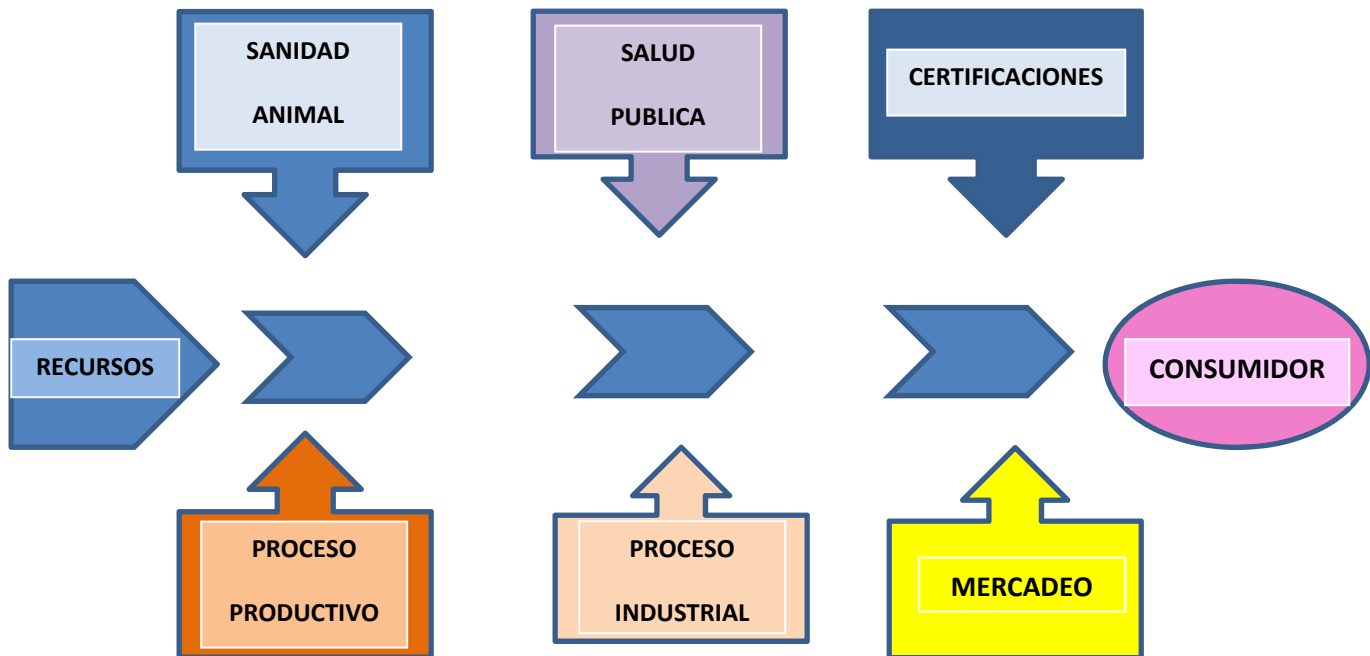 SANIDAD
ANIMAL
SALUD
PUBLICA
CERTIFICACIONES
RECURSOS
CONSUMIDOR
PROCESO
PRODUCTIVO
PROCESO
INDUSTRIAL
MERCADEO